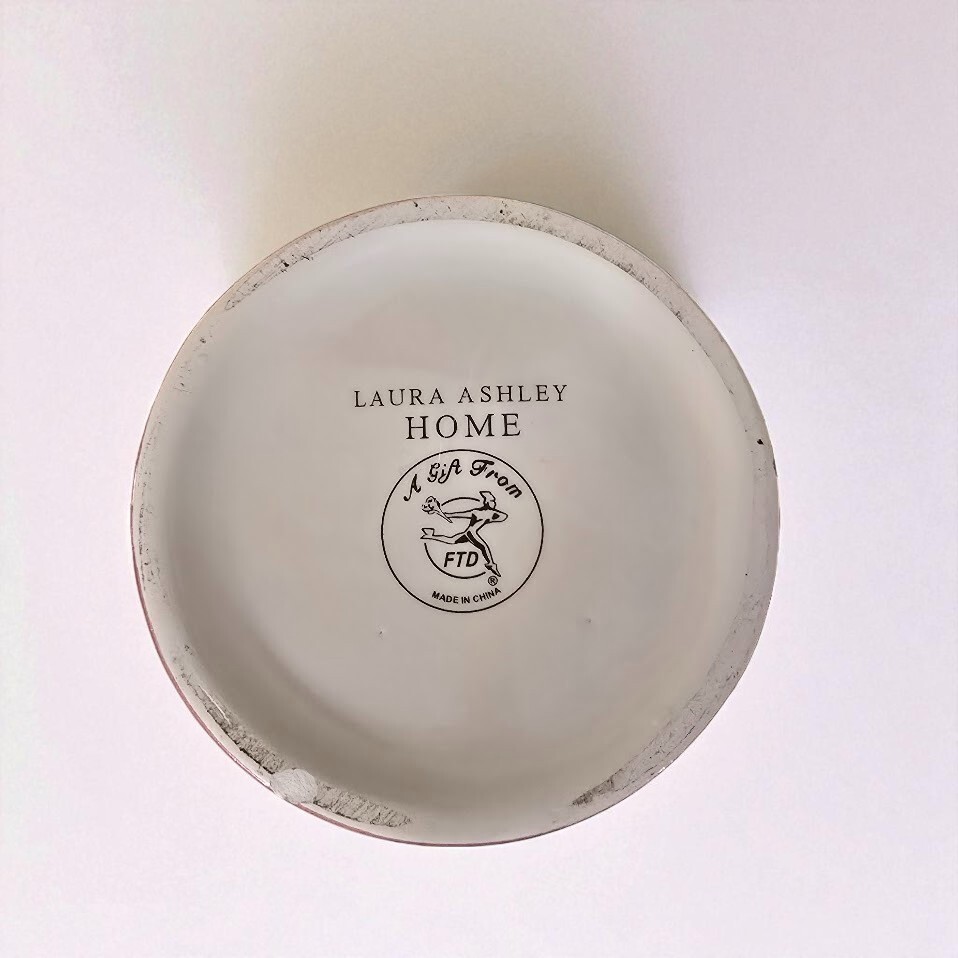 LAURA ASHLEY
HOME
A Gift From
FTD
®
MADE IN CHINA